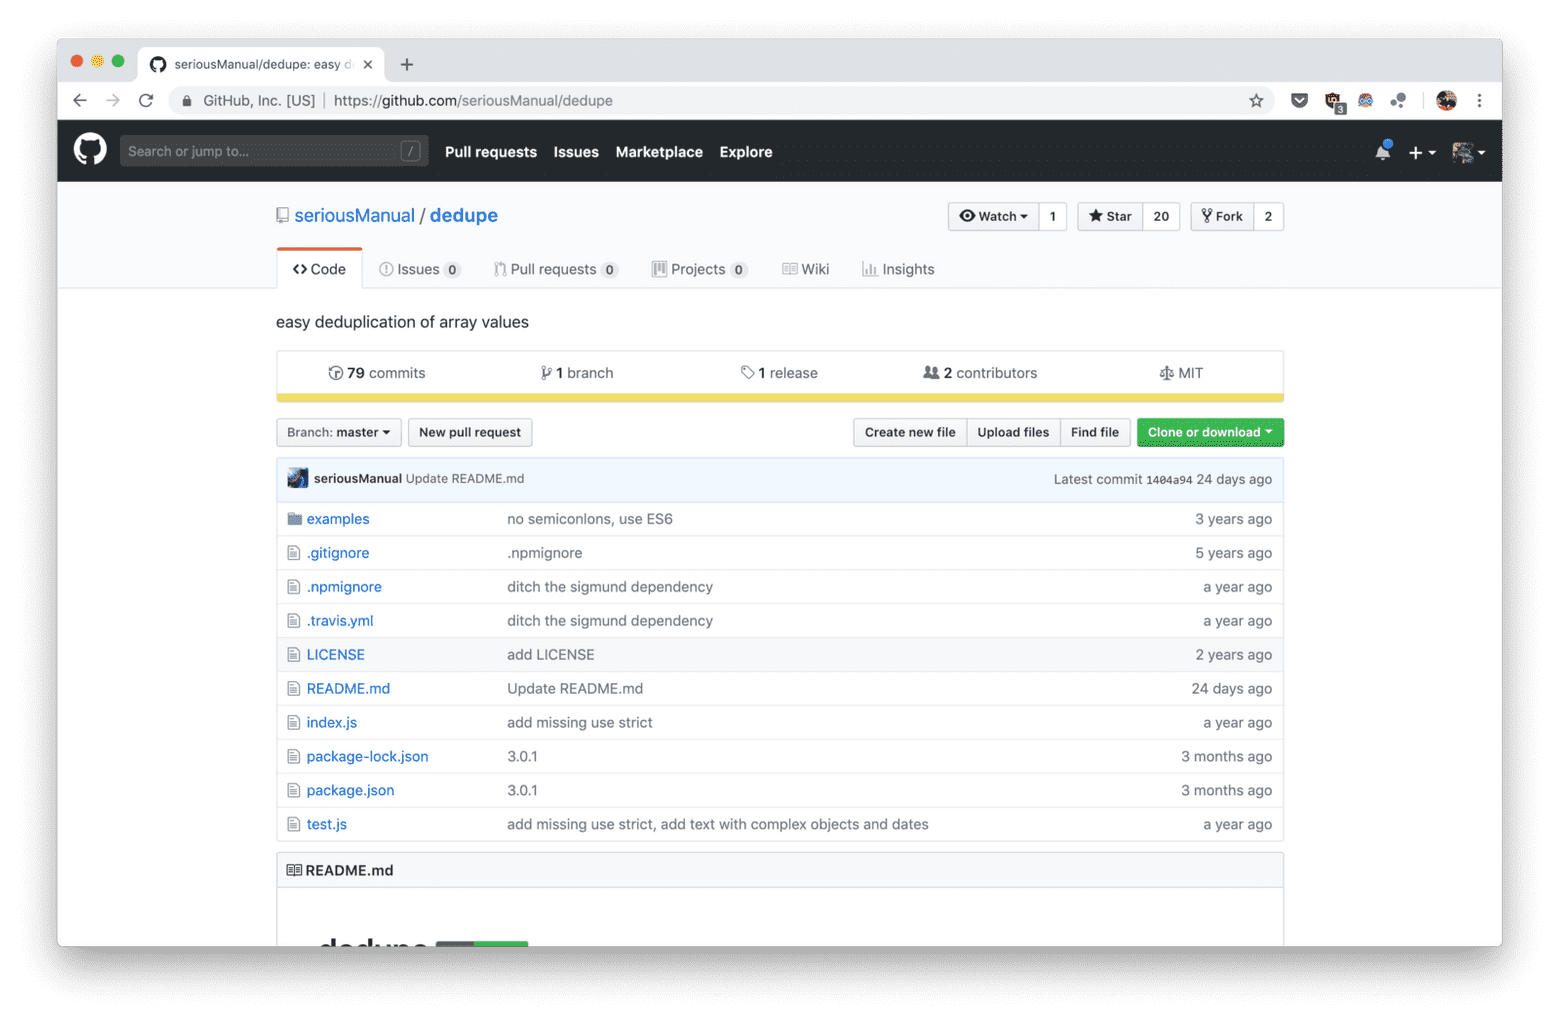 seriousManual/dedupe: easy d
GitHub, Inc. [US] | https://github.com/seriousManual/dedupe
3
Search or jump to... /
Pull requests Issues Marketplace Explore
seriousManual / dedupe
Watch 1 Star 20 Fork 2
Code Issues 0 Pull requests 0 Projects 0 Wiki Insights
easy deduplication of array values
79 commits 1 branch 1 release 2 contributors MIT
Branch: master New pull request Create new file Upload files Find file Clone or download
seriousManual Update README.md Latest commit 1404a94 24 days ago
examples no semiconlons, use ES6 3 years ago
.gitignore .npmignore 5 years ago
.npmignore ditch the sigmund dependency a year ago
.travis.yml ditch the sigmund dependency a year ago
LICENSE add LICENSE 2 years ago
README.md Update README.md 24 days ago
index.js add missing use strict a year ago
package-lock.json 3.0.1 3 months ago
package.json 3.0.1 3 months ago
test.js add missing use strict, add text with complex objects and dates a year ago
README.md
dedupe